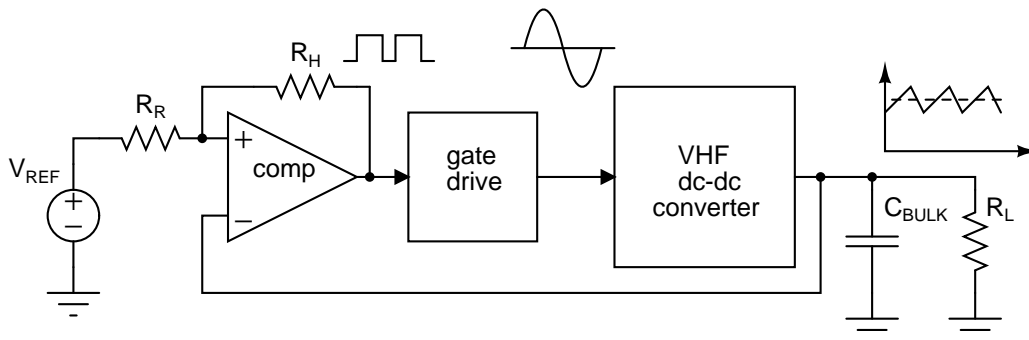 R_H
R_R
V_REF
+
−
+
−
comp
gate
drive
VHF
dc-dc
converter
C_BULK
R_L